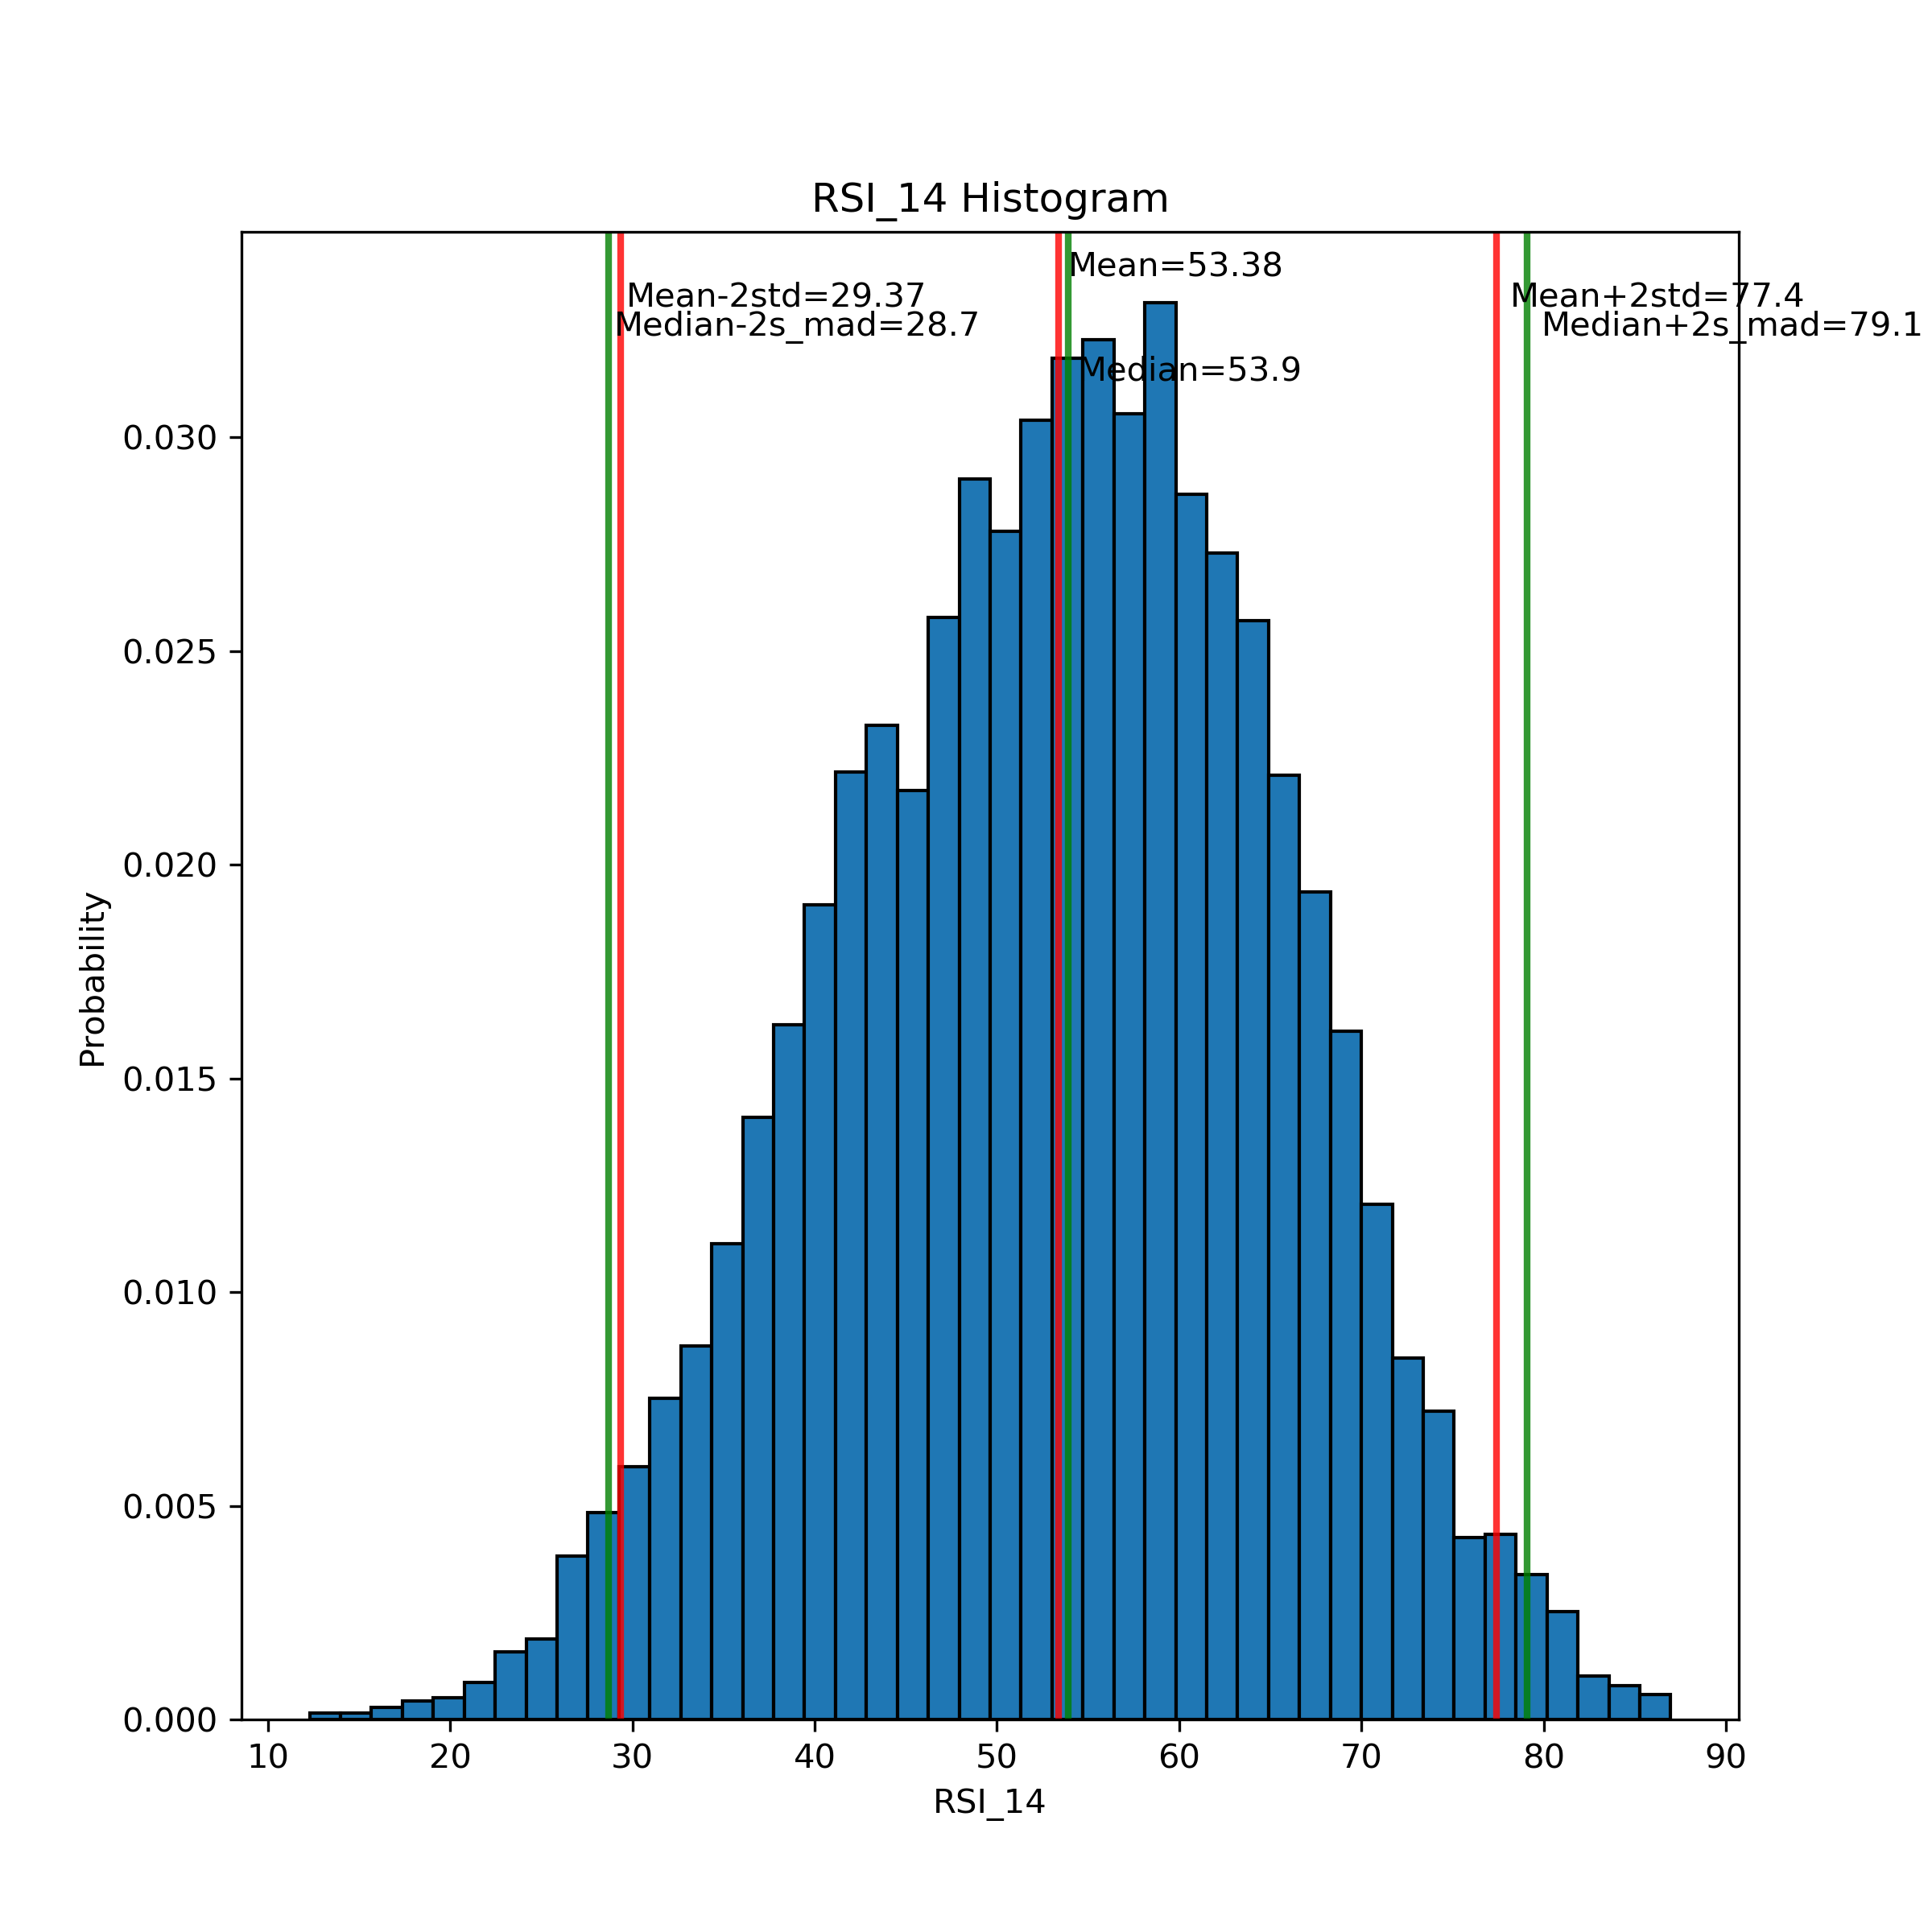 RSI_14 Histogram
Mean=53.38
Mean-2std=29.37
Mean+2std=77.4
Median-2s_mad=28.7
Median+2s_mad=79.1
Median=53.9
0.030
0.025
0.020
0.015
0.010
0.005
0.000
Probability
10 20 30 40 50 60 70 80 90
RSI_14